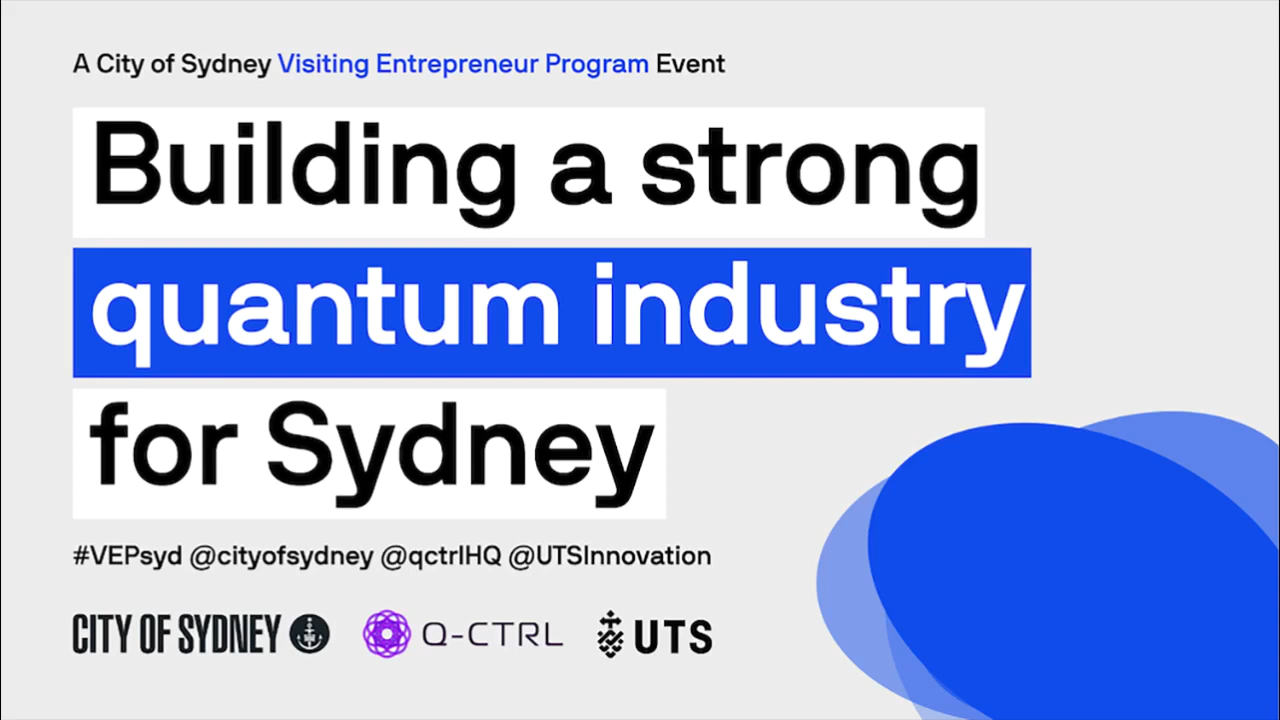 A City of Sydney Visiting Entrepreneur Program Event
Building a strong
quantum industry
for Sydney
#VEPsyd @cityofsydney @qctrlHQ @UTSInnovation
CITY OF SYDNEY Q-CTRL UTS